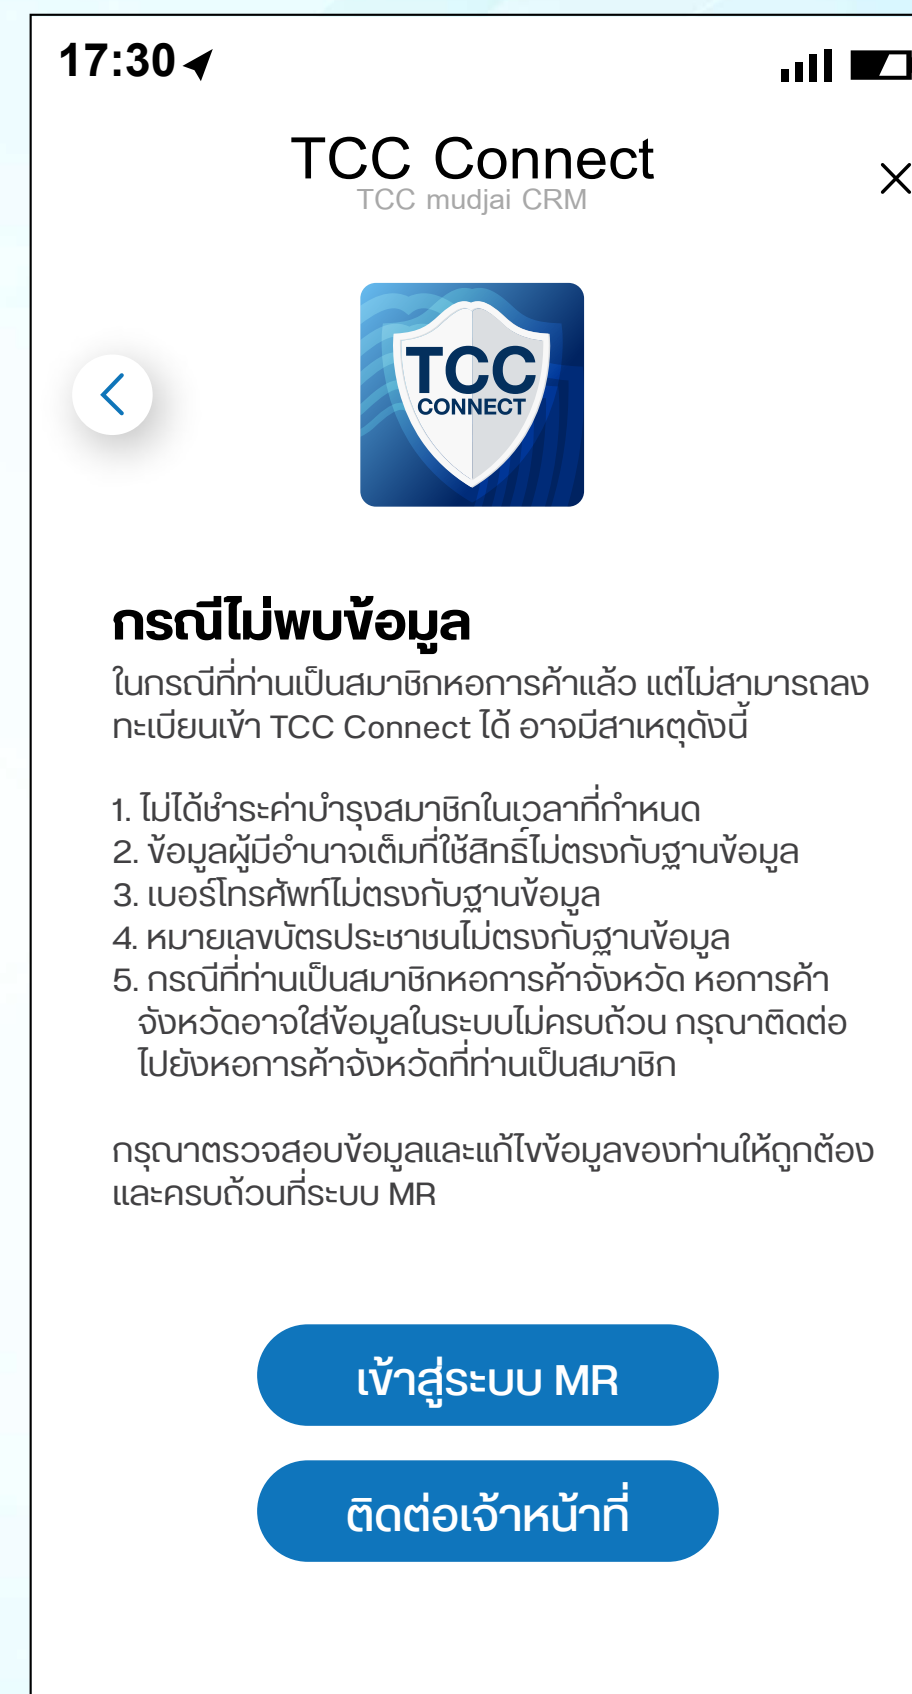 17:30
TCC Connect
TCC mudjai CRM
TCC
CONNECT
กรณีไม่พบข้อมูล
ในกรณีที่ท่านเป็นสมาชิกหอการค้าแล้ว แต่ไม่สามารถลง
ทะเบียนเข้า TCC Connect ได้ อาจมีสาเหตุดังนี้
1. ไม่ได้ชำระค่าบำรุงสมาชิกในเวลาที่กำหนด
2. ข้อมูลผู้มีอำนาจเต็มที่ใช้สิทธิ์ไม่ตรงกับฐานข้อมูล
3. เบอร์โทรศัพท์ไม่ตรงกับฐานข้อมูล
4. หมายเลขบัตรประชาชนไม่ตรงกับฐานข้อมูล
5. กรณีที่ท่านเป็นสมาชิกหอการค้าจังหวัด หอการค้า
จังหวัดอาจใส่ข้อมูลในระบบไม่ครบถ้วน กรุณาติดต่อ
ไปยังหอการค้าจังหวัดที่ท่านเป็นสมาชิก
กรุณาตรวจสอบข้อมูลและแก้ไขข้อมูลของท่านให้ถูกต้อง
และครบถ้วนที่ระบบ MR
เข้าสู่ระบบ MR
ติดต่อเจ้าหน้าที่